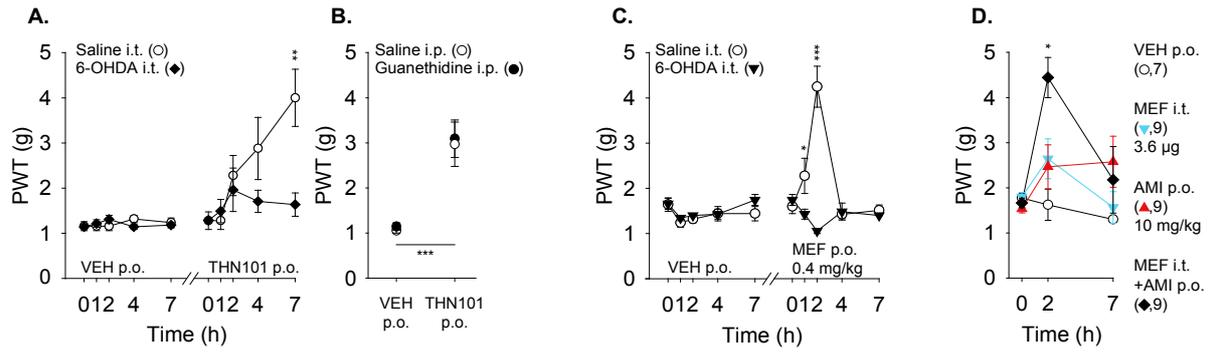 A.
Saline i.t. (○)
6-OHDA i.t. (◆)
**
PWT (g)
5
4
3
2
1
0
VEH p.o.
THN101 p.o.
0 1 2 4 7
0 1 2 4 7
Time (h)
B.
Saline i.p. (○)
Guanethidine i.p. (●)
PWT (g)
5
4
3
2
1
0
***
VEH
p.o.
THN101
p.o.
C.
Saline i.t. (○)
6-OHDA i.t. (▼)
***
*
PWT (g)
5
4
3
2
1
0
VEH p.o.
MEF p.o.
0.4 mg/kg
0 1 2 4 7
0 1 2 4 7
Time (h)
D.
*
PWT (g)
5
4
3
2
1
0
0 2 7
Time (h)
VEH p.o.
(○,7)
MEF i.t.
(▼,9)
3.6 µg
AMI p.o.
(▲,9)
10 mg/kg
MEF i.t.
+AMI p.o.
(◆,9)